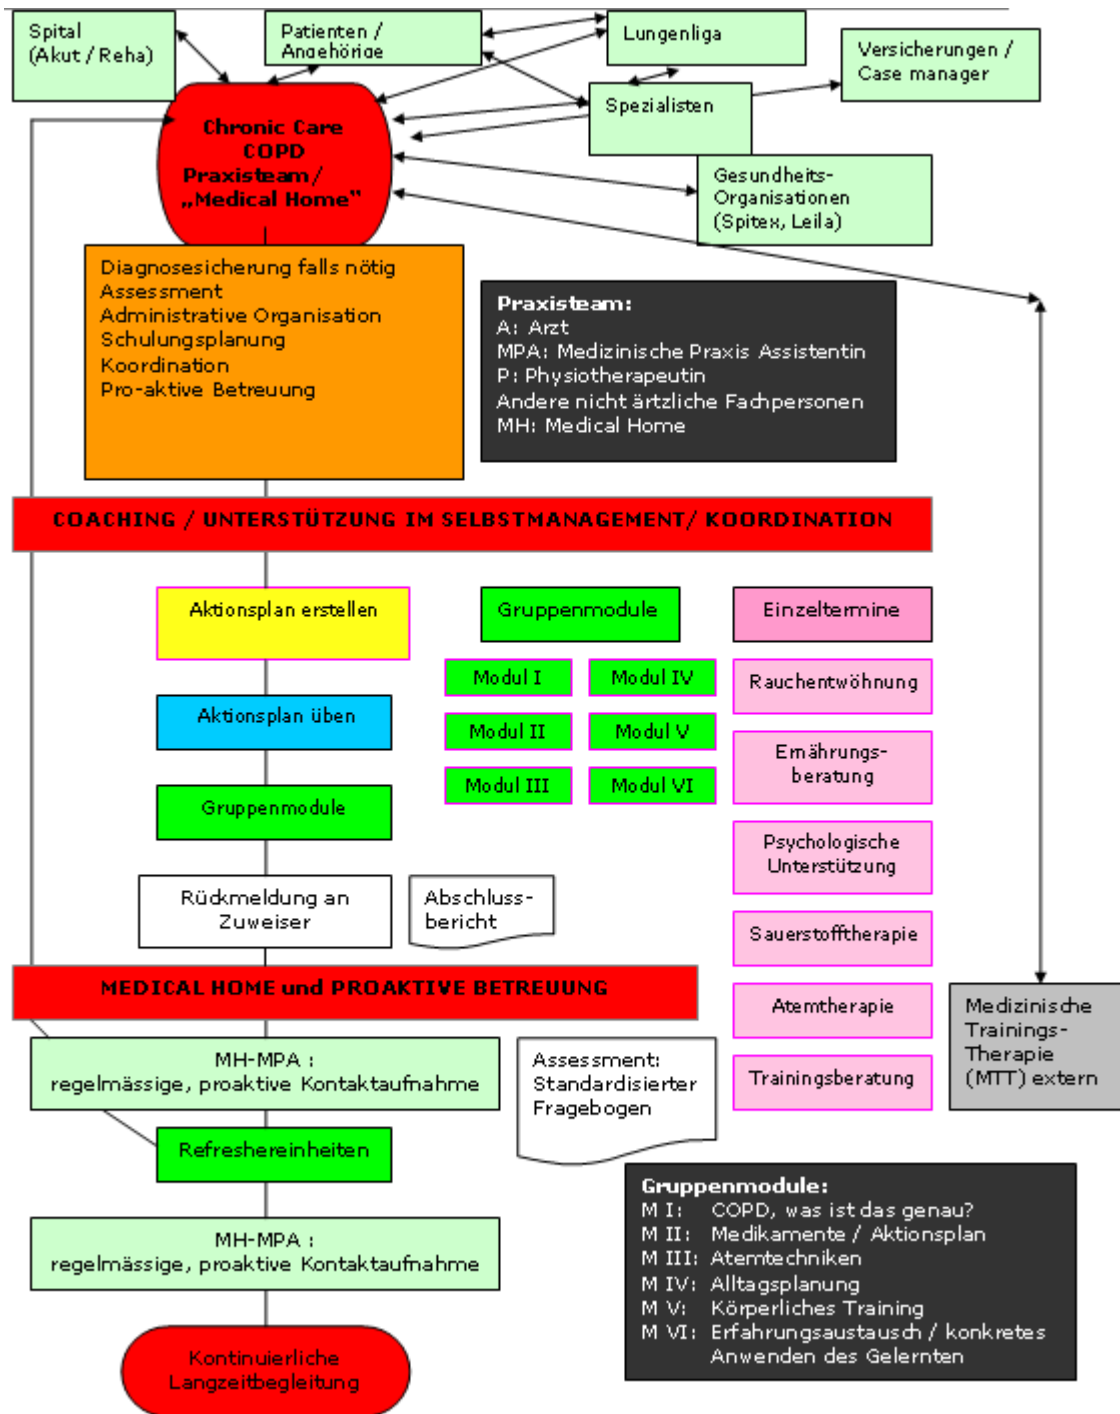 Spital
(Akut / Reha)
Patienten /
Angehörige
Lungenliga
Versicherungen /
Case manager
Spezialisten
Chronic Care
COPD
Praxisteam/
„Medical Home"
Gesundheits-
Organisationen
(Spitex, Leila)
Diagnosesicherung falls nötig
Assessment
Administrative Organisation
Schulungsplanung
Koordination
Pro-aktive Betreuung
Praxisteam:
A: Arzt
MPA: Medizinische Praxis Assistentin
P: Physiotherapeutin
Andere nicht ärtzliche Fachpersonen
MH: Medical Home
COACHING / UNTERSTÜTZUNG IM SELBSTMANAGEMENT/ KOORDINATION
Aktionsplan erstellen
Aktionsplan üben
Gruppenmodule
Rückmeldung an
Zuweiser
Abschluss-
bericht
Gruppenmodule
Modul I
Modul IV
Modul II
Modul V
Modul III
Modul VI
Einzeltermine
Rauchentwöhnung
Ernährungs-
beratung
Psychologische
Unterstützung
Sauerstofftherapie
Atemtherapie
Trainingsberatung
Medizinische
Trainings-
Therapie
(MTT) extern
MEDICAL HOME und PROAKTIVE BETREUUNG
MH-MPA :
regelmässige, proaktive Kontaktaufnahme
Assessment:
Standardisierter
Fragebogen
Refreshereinheiten
MH-MPA :
regelmässige, proaktive Kontaktaufnahme
Kontinuierliche
Langzeitbegleitung
Gruppenmodule:
M I: COPD, was ist das genau?
M II: Medikamente / Aktionsplan
M III: Atemtechniken
M IV: Alltagsplanung
M V: Körperliches Training
M VI: Erfahrungsaustausch / konkretes
Anwenden des Gelernten